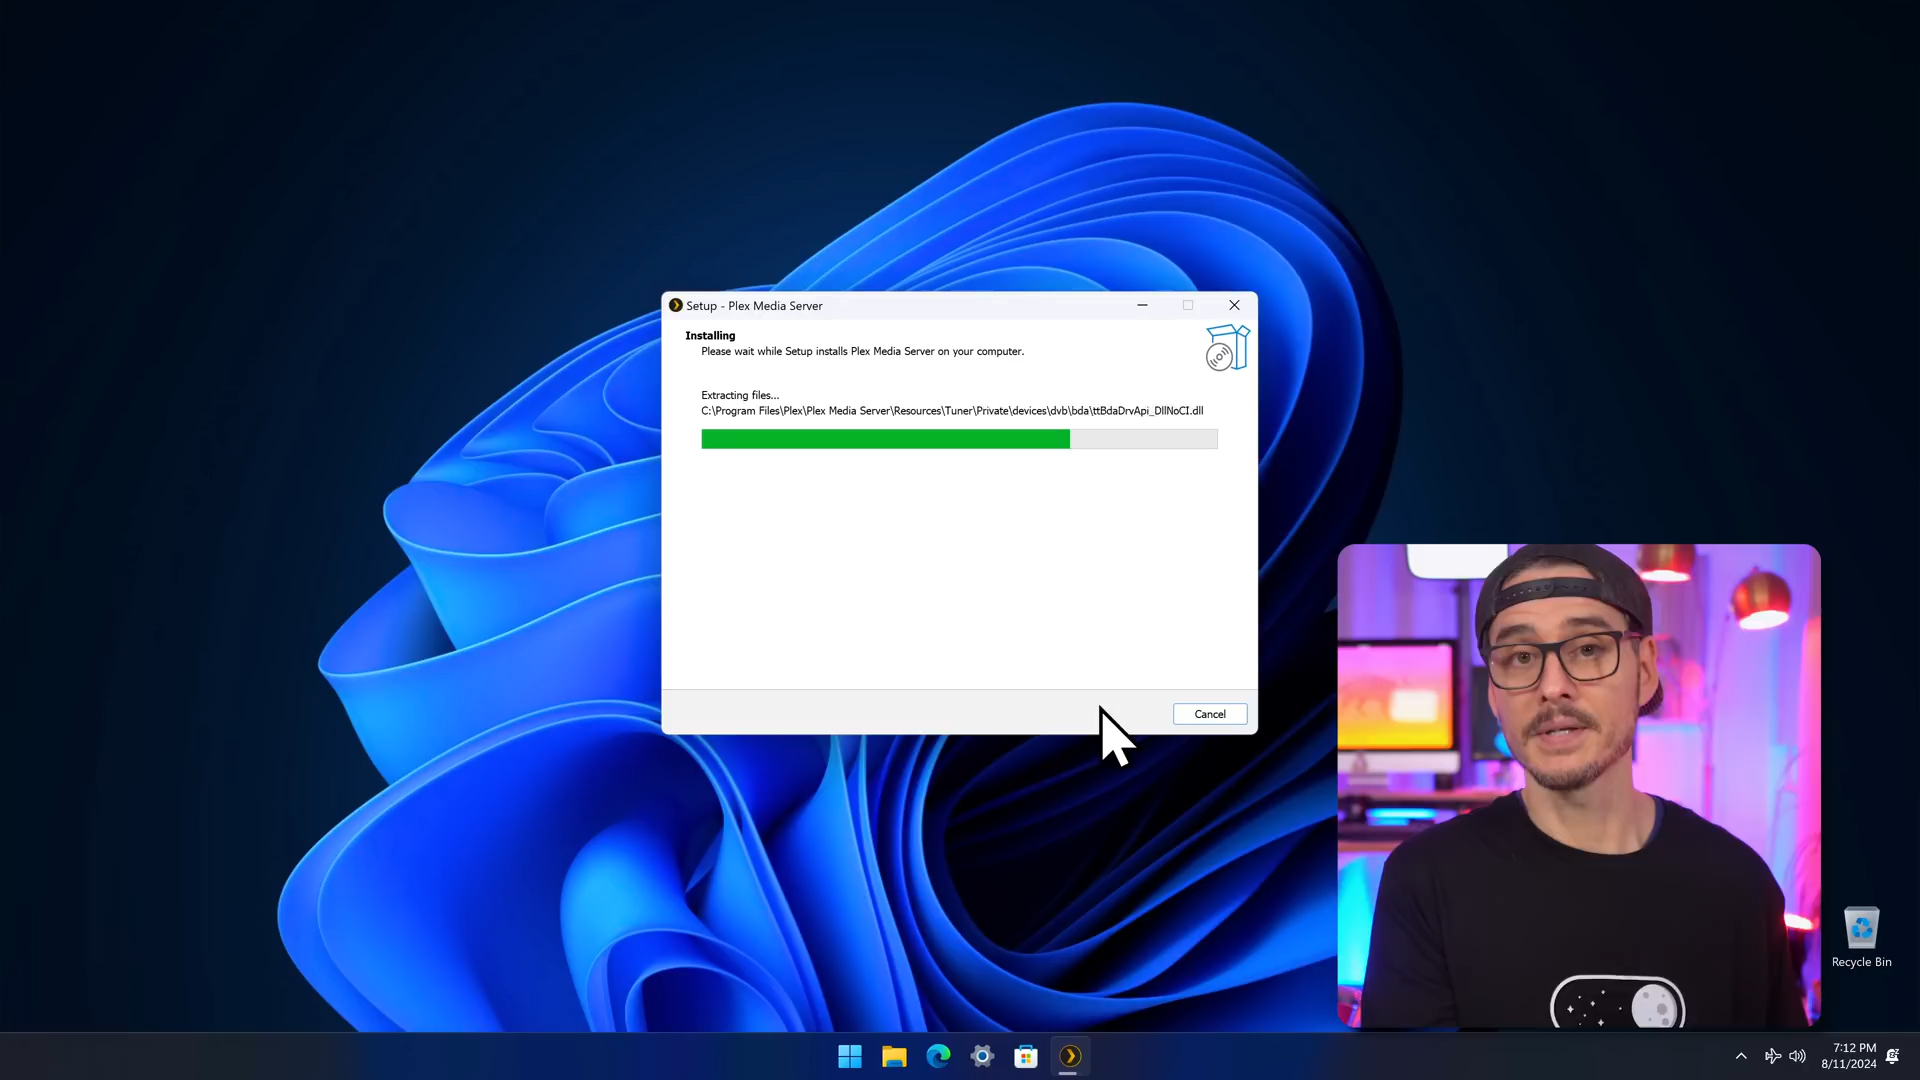 Setup - Plex Media Server
Installing
Please wait while Setup installs Plex Media Server on your computer.
Extracting files...
C:\Program Files\Plex\Plex Media Server\Resources\Tuner\Private\devices\dvb\bda\ttBdaDrvApi_DllNoCI.dll
Cancel
Recycle Bin
7:12 PM
8/11/2024